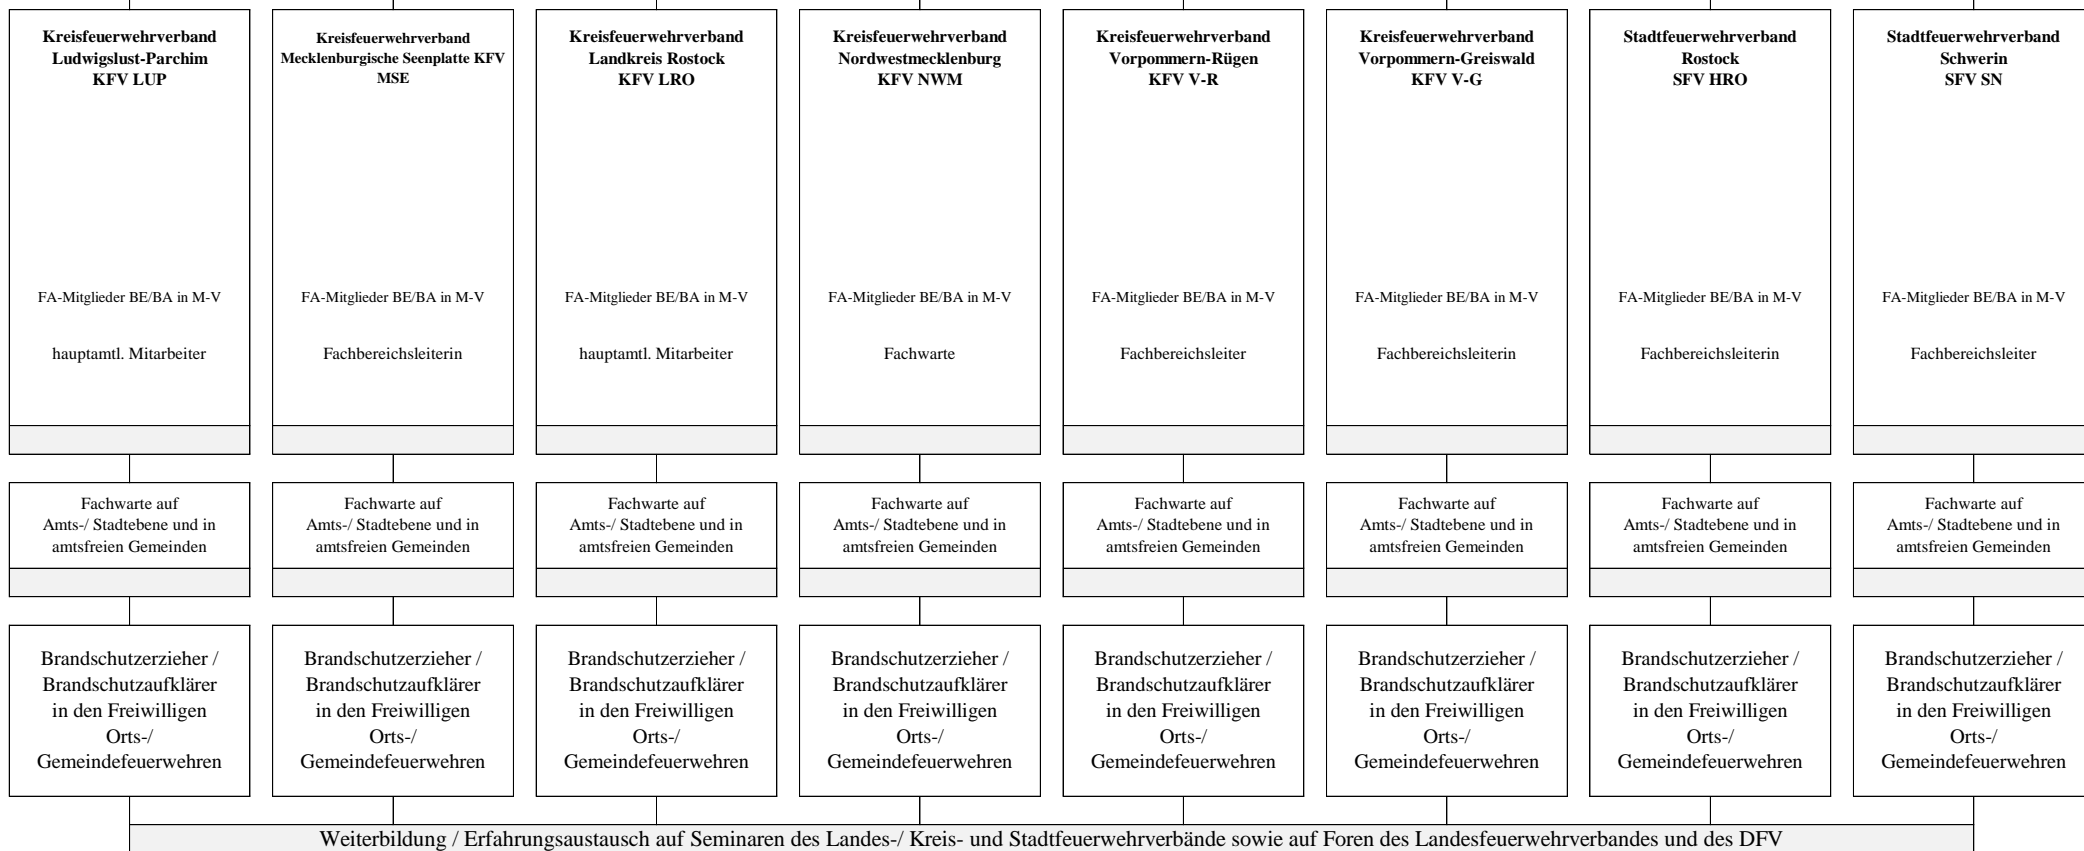 Kreisfeuerwehrverband
Ludwigslust-Parchim
KFV LUP
FA-Mitglieder BE/BA in M-V
hauptamtl. Mitarbeiter
Kreisfeuerwehrverband
Mecklenburgische Seenplatte KFV
MSE
FA-Mitglieder BE/BA in M-V
Fachbereichsleiterin
Kreisfeuerwehrverband
Landkreis Rostock
KFV LRO
FA-Mitglieder BE/BA in M-V
hauptamtl. Mitarbeiter
Kreisfeuerwehrverband
Nordwestmecklenburg
KFV NWM
FA-Mitglieder BE/BA in M-V
Fachwarte
Kreisfeuerwehrverband
Vorpommern-Rügen
KFV V-R
FA-Mitglieder BE/BA in M-V
Fachbereichsleiter
Kreisfeuerwehrverband
Vorpommern-Greiswald
KFV V-G
FA-Mitglieder BE/BA in M-V
Fachbereichsleiterin
Stadtfeuerwehrverband
Rostock
SFV HRO
FA-Mitglieder BE/BA in M-V
Fachbereichsleiterin
Stadtfeuerwehrverband
Schwerin
SFV SN
FA-Mitglieder BE/BA in M-V
Fachbereichsleiter
Fachwarte auf
Amts-/ Stadtebene und in
amtsfreien Gemeinden
Fachwarte auf
Amts-/ Stadtebene und in
amtsfreien Gemeinden
Fachwarte auf
Amts-/ Stadtebene und in
amtsfreien Gemeinden
Fachwarte auf
Amts-/ Stadtebene und in
amtsfreien Gemeinden
Fachwarte auf
Amts-/ Stadtebene und in
amtsfreien Gemeinden
Fachwarte auf
Amts-/ Stadtebene und in
amtsfreien Gemeinden
Fachwarte auf
Amts-/ Stadtebene und in
amtsfreien Gemeinden
Fachwarte auf
Amts-/ Stadtebene und in
amtsfreien Gemeinden
Brandschutzerzieher /
Brandschutzaufklärer
in den Freiwilligen
Orts-/
Gemeindefeuerwehren
Brandschutzerzieher /
Brandschutzaufklärer
in den Freiwilligen
Orts-/
Gemeindefeuerwehren
Brandschutzerzieher /
Brandschutzaufklärer
in den Freiwilligen
Orts-/
Gemeindefeuerwehren
Brandschutzerzieher /
Brandschutzaufklärer
in den Freiwilligen
Orts-/
Gemeindefeuerwehren
Brandschutzerzieher /
Brandschutzaufklärer
in den Freiwilligen
Orts-/
Gemeindefeuerwehren
Brandschutzerzieher /
Brandschutzaufklärer
in den Freiwilligen
Orts-/
Gemeindefeuerwehren
Brandschutzerzieher /
Brandschutzaufklärer
in den Freiwilligen
Orts-/
Gemeindefeuerwehren
Brandschutzerzieher /
Brandschutzaufklärer
in den Freiwilligen
Orts-/
Gemeindefeuerwehren
Weiterbildung / Erfahrungsaustausch auf Seminaren des Landes-/ Kreis- und Stadtfeuerwehrverbände sowie auf Foren des Landesfeuerwehrverbandes und des DFV